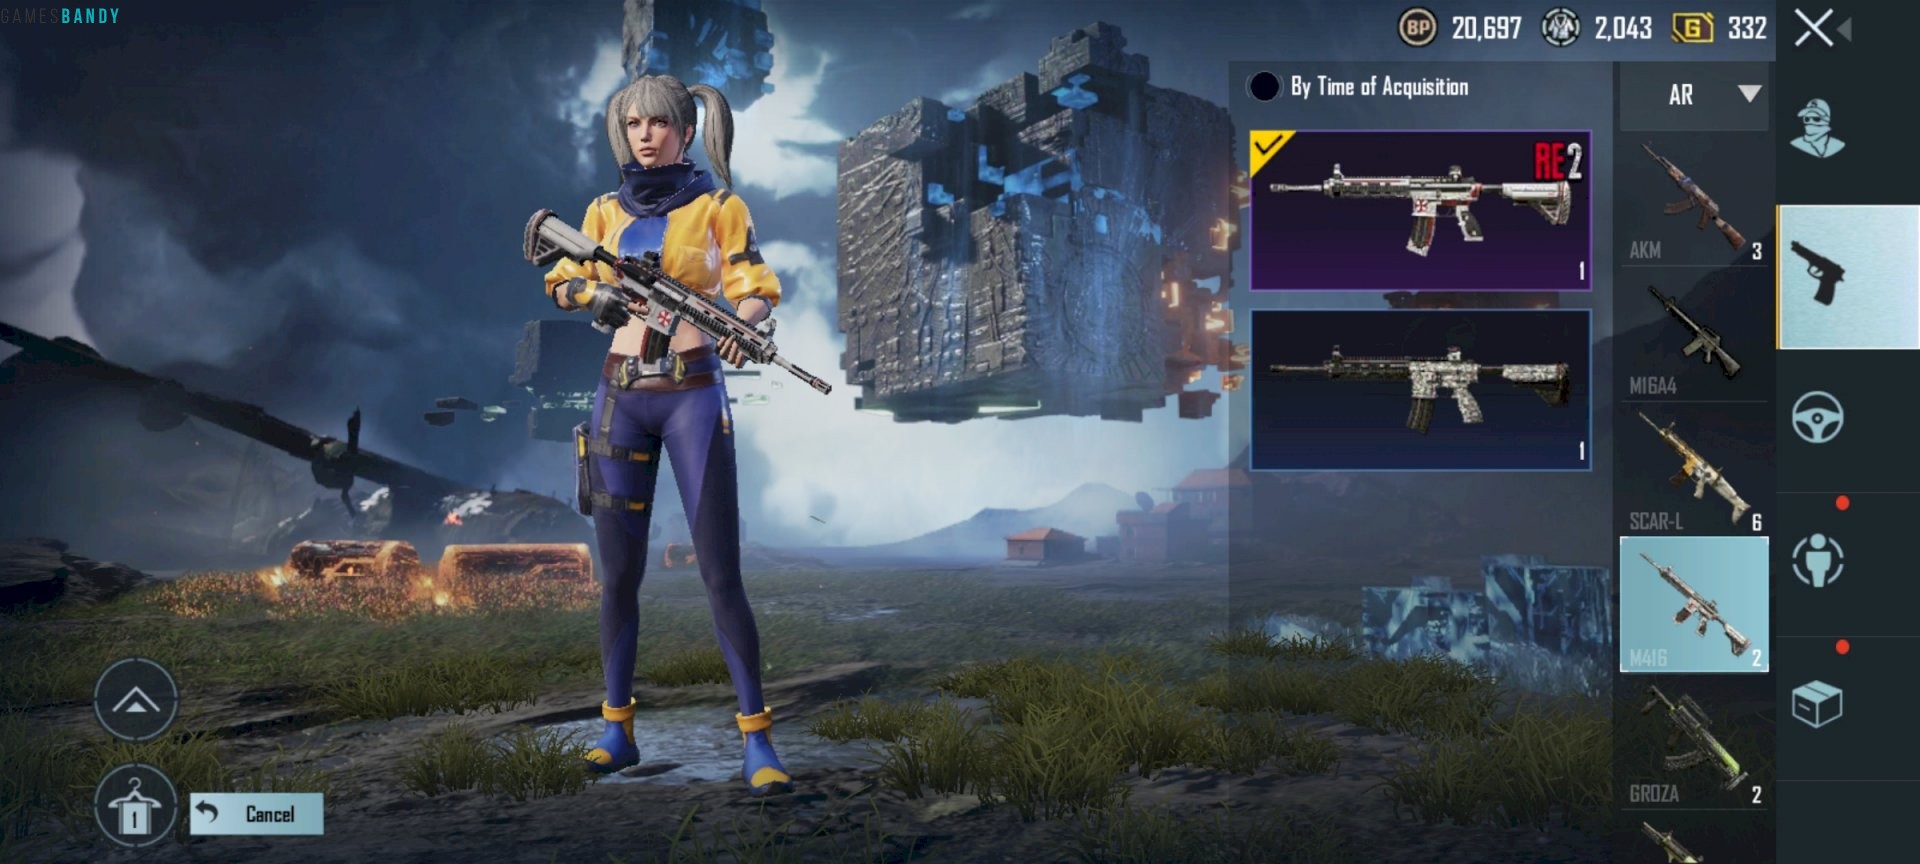 GAMESBANDY
BP 20,697 2,043 G 332
By Time of Acquisition
AR
RE2
1
1
AKM 3
M16A4
SCAR-L 6
M416 2
GROZA 2
1
Cancel